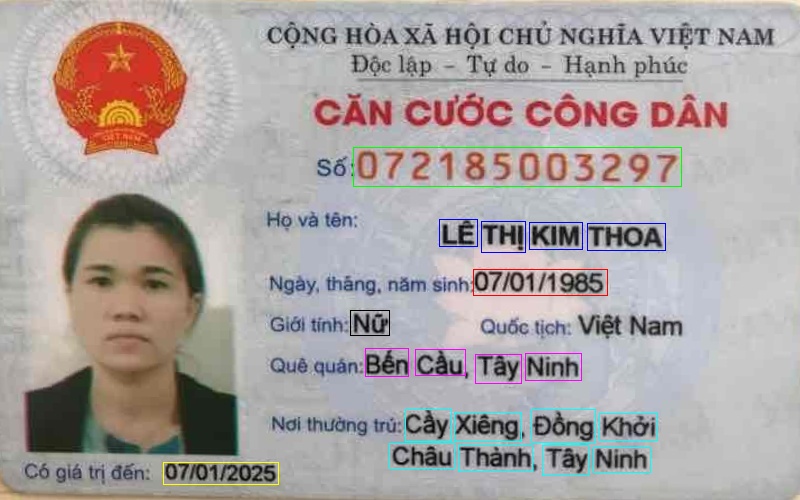 CỘNG HÒA XÃ HỘI CHỦ NGHĨA VIỆT NAM
Độc lập - Tự do - Hạnh phúc
CĂN CƯỚC CÔNG DÂN
VIỆT NAM
Số: 072185003297
Họ và tên:
LÊ THỊ KIM THOA
Ngày, tháng, năm sinh: 07/01/1985
Giới tính: Nữ Quốc tịch: Việt Nam
Quê quán: Bến Cầu, Tây Ninh
Nơi thường trú: Cầy Xiêng, Đồng Khởi
Châu Thành, Tây Ninh
Có giá trị đến: 07/01/2025